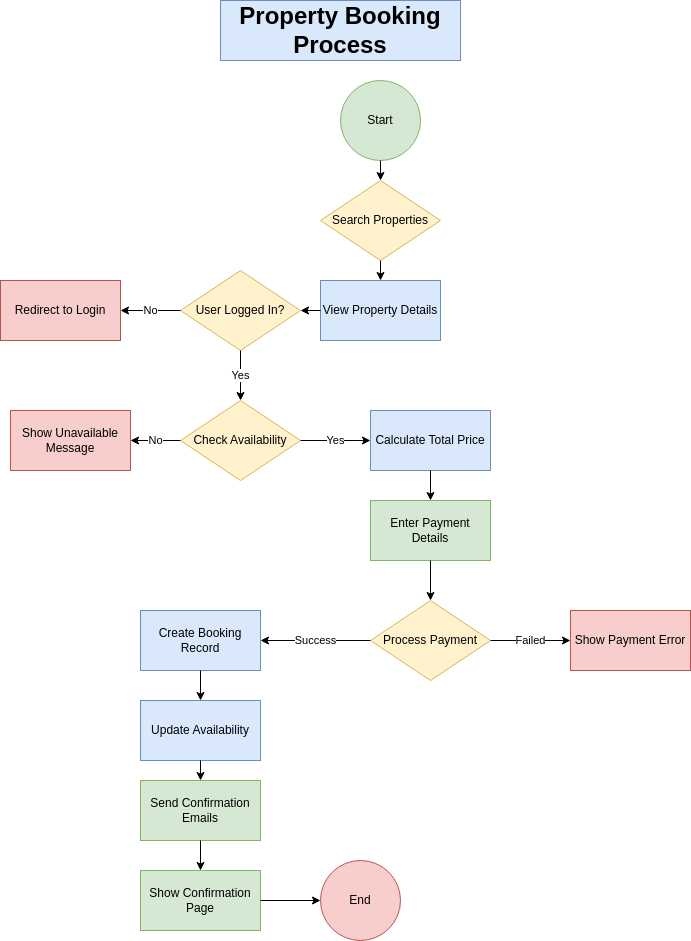 Property Booking
Process
Start
Search Properties
Redirect to Login
No
User Logged In?
View Property Details
Yes
Show Unavailable
Message
No
Check Availability
Yes
Calculate Total Price
Enter Payment
Details
Create Booking
Record
Success
Process Payment
Failed
Show Payment Error
Update Availability
Send Confirmation
Emails
Show Confirmation
Page
End